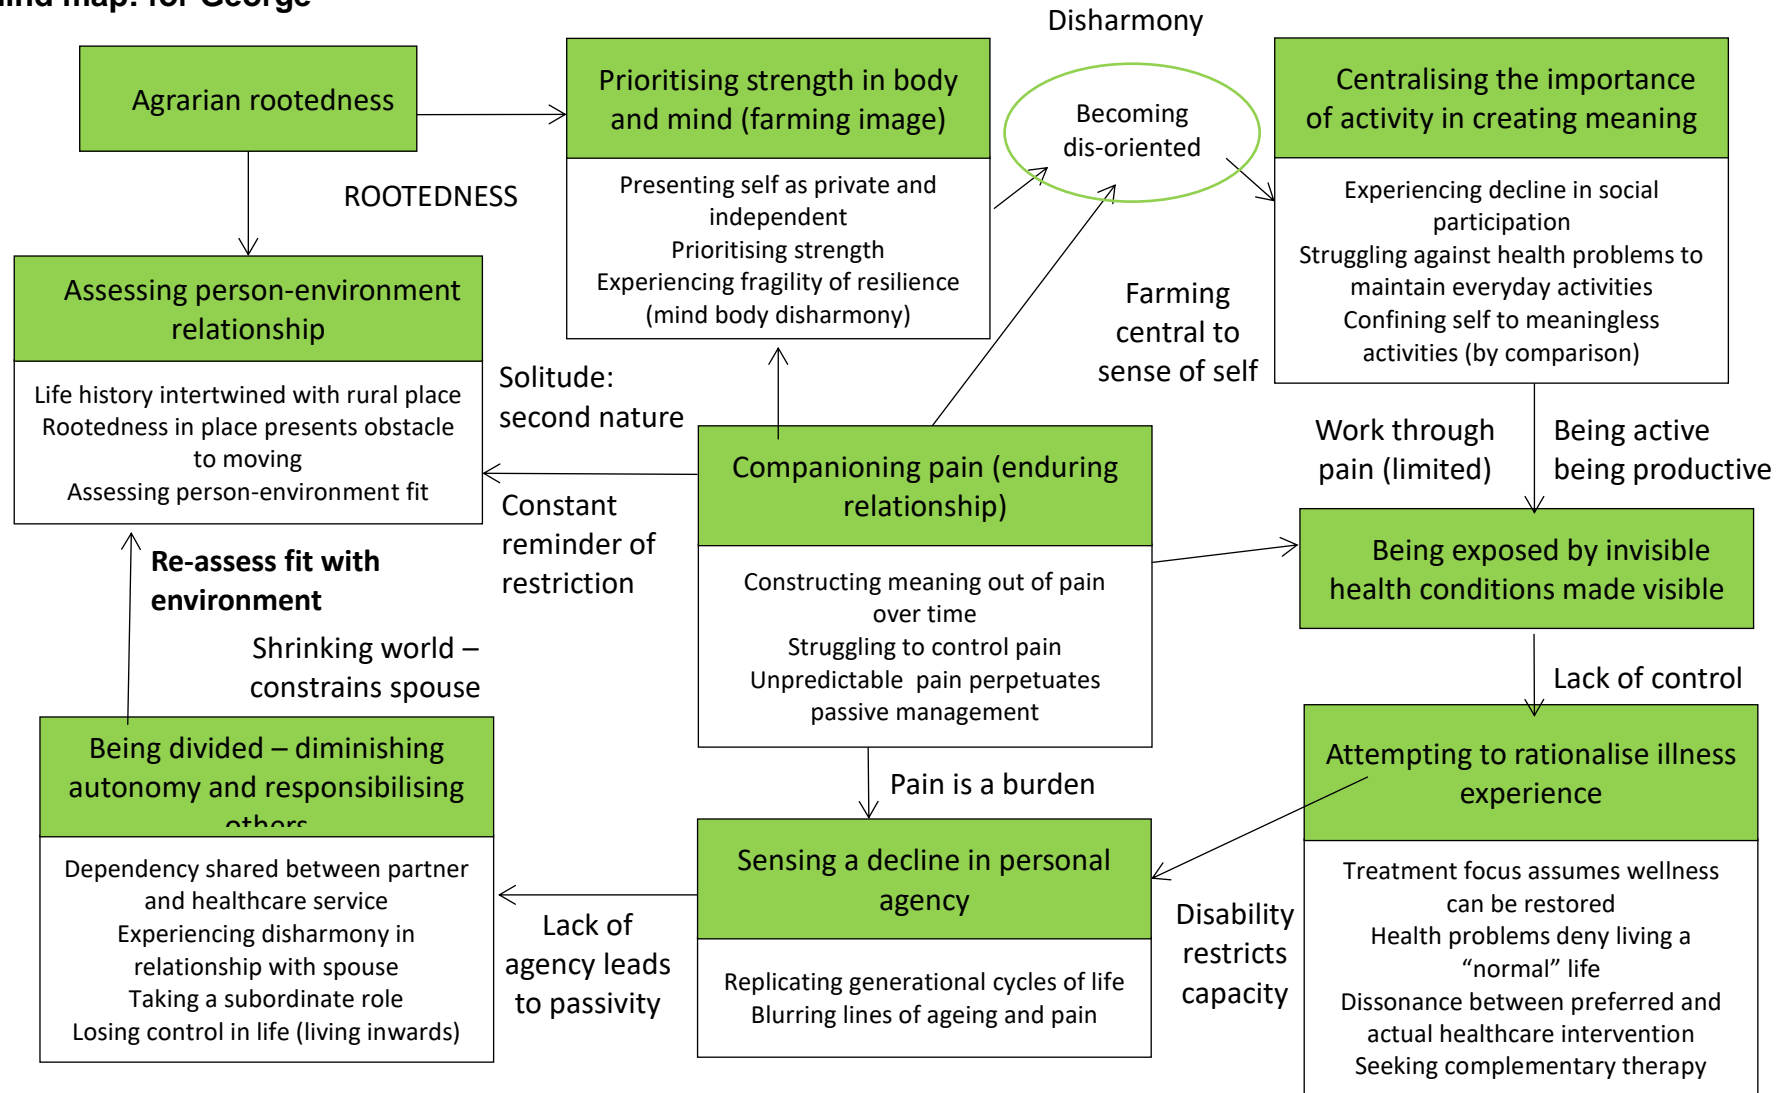 mind map: for George
Disharmony
Agrarian rootedness
Prioritising strength in body
and mind (farming image)
Presenting self as private and
independent
Prioritising strength
Experiencing fragility of resilience
(mind body disharmony)
Becoming
dis-oriented
Centralising the importance
of activity in creating meaning
Experiencing decline in social
participation
Struggling against health problems to
maintain everyday activities
Confining self to meaningless
activities (by comparison)
ROOTEDNESS
Assessing person-environment
relationship
Life history intertwined with rural place
Rootedness in place presents obstacle
to moving
Assessing person-environment fit
Solitude:
second nature
Farming
central to
sense of self
Work through
pain (limited)
Being active
being productive
Companioning pain (enduring
relationship)
Constructing meaning out of pain
over time
Struggling to control pain
Unpredictable pain perpetuates
passive management
Constant
reminder of
restriction
Re-assess fit with
environment
Shrinking world –
constrains spouse
Being exposed by invisible
health conditions made visible
Lack of control
Being divided – diminishing
autonomy and responsibilising
others
Dependency shared between partner
and healthcare service
Experiencing disharmony in
relationship with spouse
Taking a subordinate role
Losing control in life (living inwards)
Pain is a burden
Sensing a decline in personal
agency
Replicating generational cycles of life
Blurring lines of ageing and pain
Lack of
agency leads
to passivity
Disability
restricts
capacity
Attempting to rationalise illness
experience
Treatment focus assumes wellness
can be restored
Health problems deny living a
“normal” life
Dissonance between preferred and
actual healthcare intervention
Seeking complementary therapy